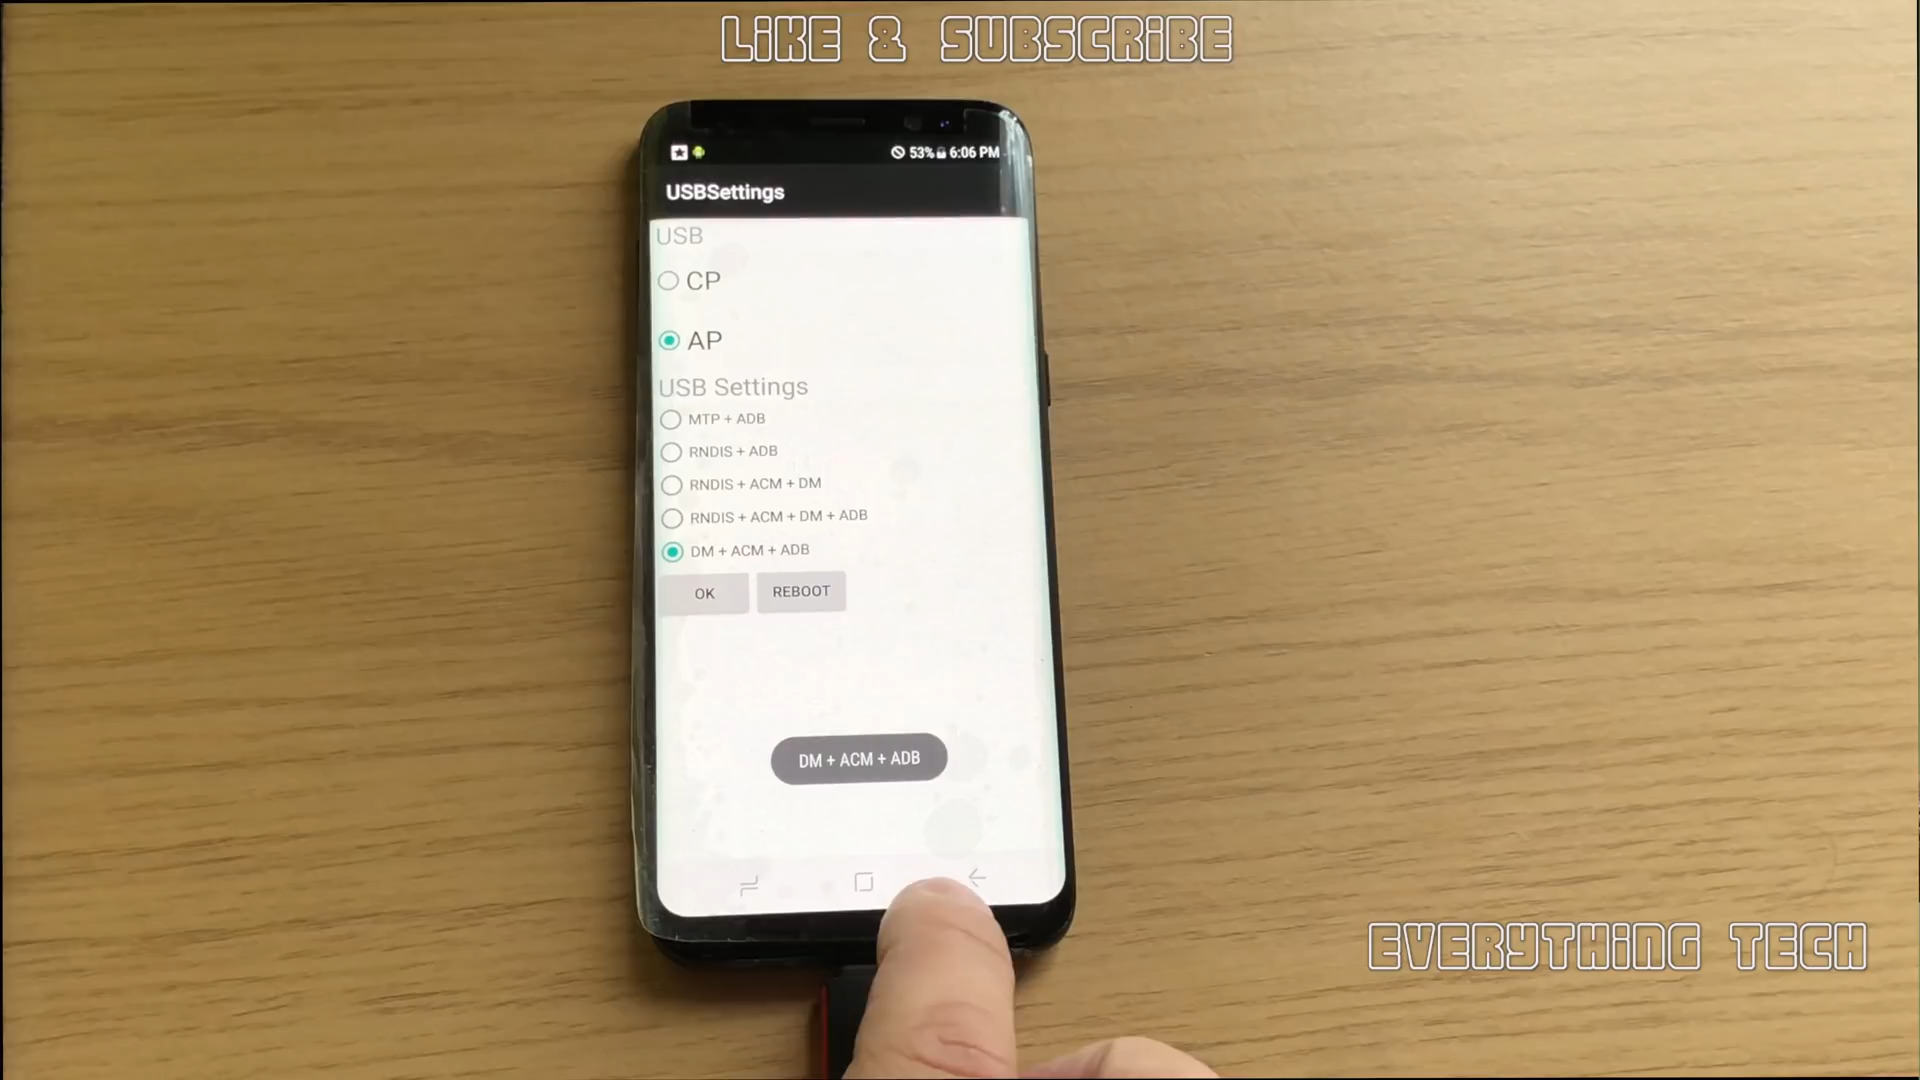 LIKE & SUBSCRIBE
53% 6:06 PM
USBSettings
USB
CP
AP
USB Settings
MTP + ADB
RNDIS + ADB
RNDIS + ACM + DM
RNDIS + ACM + DM + ADB
DM + ACM + ADB
OK REBOOT
DM + ACM + ADB
EVERYTHING TECH